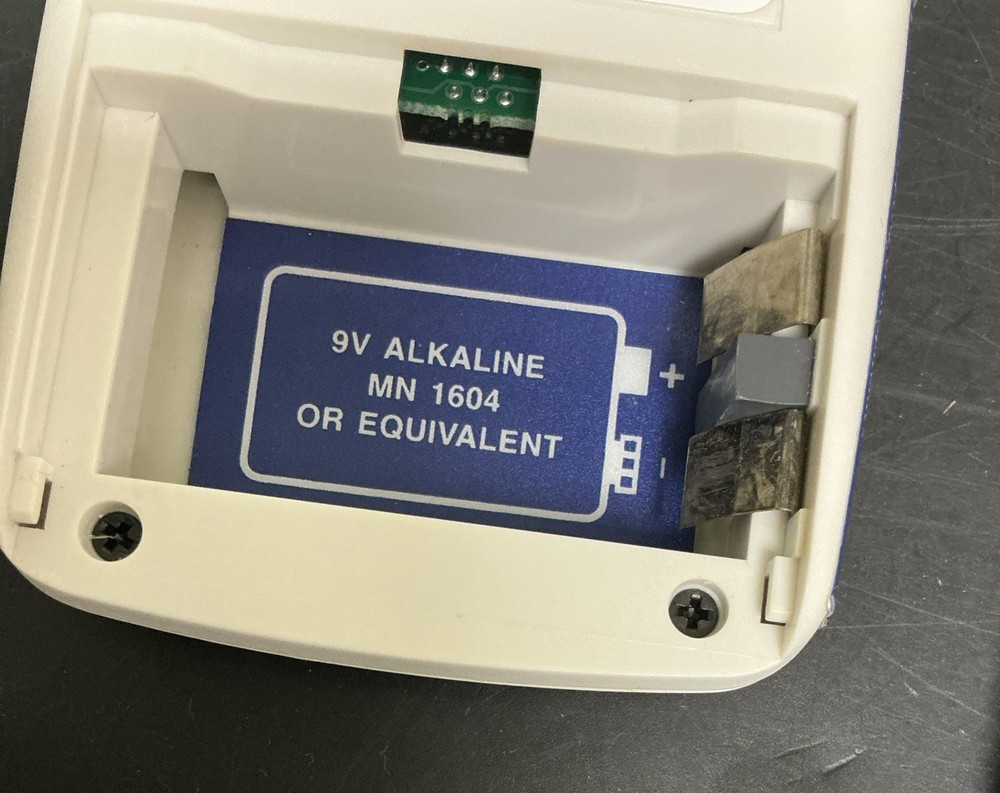 9V ALKALINE
MN 1604
OR EQUIVALENT
+
-